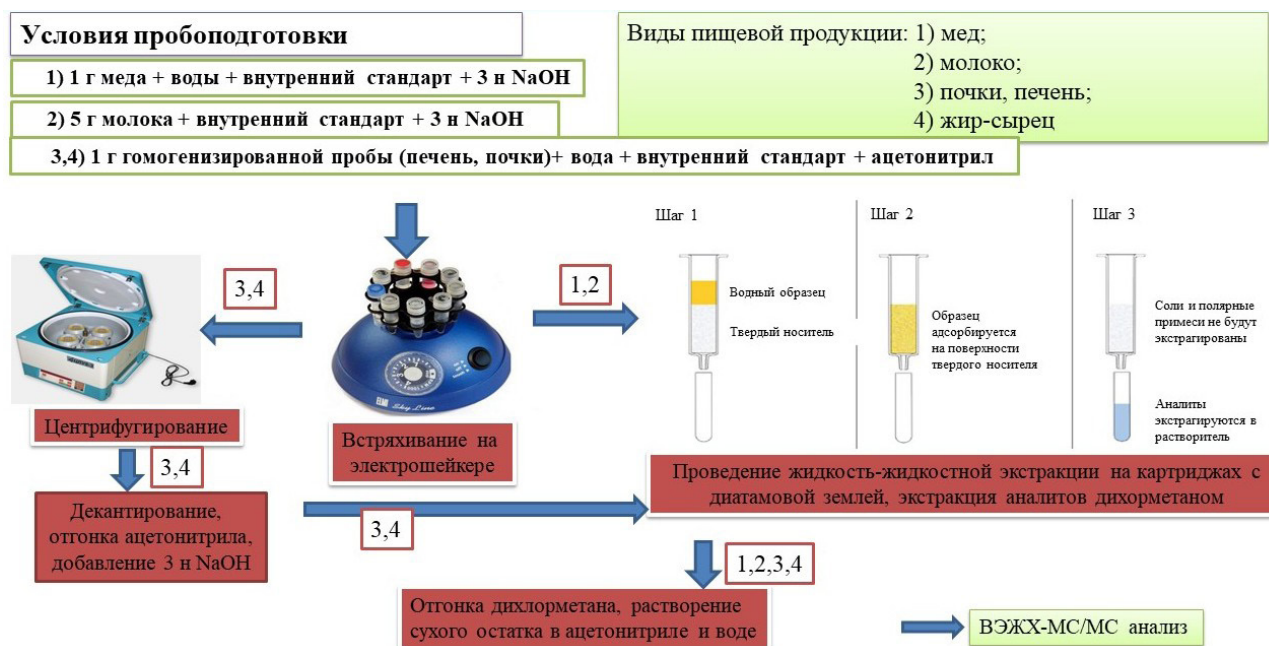 Условия пробоподготовки
1) 1 г меда + воды + внутренний стандарт + 3 н NaOH
2) 5 г молока + внутренний стандарт + 3 н NaOH
3,4) 1 г гомогенизированной пробы (печень, почки)+ вода + внутренний стандарт + ацетонитрил
Виды пищевой продукции: 1) мед;
2) молоко;
3) почки, печень;
4) жир-сырец
3,4
Центрифугирование
3,4
Декантирование,
отгонка ацетонитрила,
добавление 3 н NaOH
Sky Line
Встряхивание на
электрошейкере
1,2
3,4
Шаг 1
Водный образец
Твердый носитель
Шаг 2
Образец
адсорбируется
на поверхности
твердого носителя
Шаг 3
Соли и полярные
примеси не будут
экстрагированы
Аналиты
экстрагируются в
растворитель
Проведение жидкость-жидкостной экстракции на картриджах с
диатамовой землей, экстракция аналитов дихорметаном
1,2,3,4
Отгонка дихлорметана, растворение
сухого остатка в ацетонитриле и воде
ВЭЖХ-МС/МС анализ